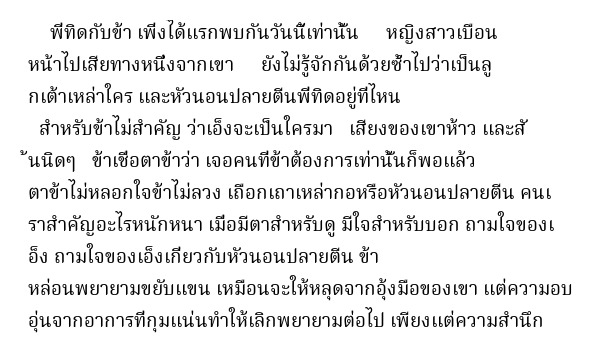 พี่ทิดกับข้า เพิ่งได้แรกพบกันวันนี้เท่านั้น หญิงสาวเบือน
หน้าไปเสียทางหนึ่งจากเขา ยังไม่รู้จักกันด้วยซ้ำไปว่าเป็นลู
กเต้าเหล่าใคร และหัวนอนปลายตีนพี่ทิดอยู่ที่ไหน
สำหรับข้าไม่สำคัญ ว่าเอ็งจะเป็นใครมา เสียงของเขาห้าว และสั
้นนิดๆ ข้าเชื่อตาข้าว่า เจอคนที่ข้าต้องการเท่านั้นก็พอแล้ว
ตาข้าไม่หลอกใจข้าไม่ลวง เถือกเถาเหล่ากอหรือหัวนอนปลายตีน คนเ
ราสำคัญอะไรหนักหนา เมื่อมีตาสำหรับดู มีใจสำหรับบอก ถามใจของเ
อ็ง ถามใจของเอ็งเกี่ยวกับหัวนอนปลายตีน ข้า
หล่อนพยายามขยับแขน เหมือนจะให้หลุดจากอุ้งมือของเขา แต่ความอบ
อุ่นจากอาการที่กุมแน่นทำให้เลิกพยายามต่อไป เพียงแต่ความสำนึก